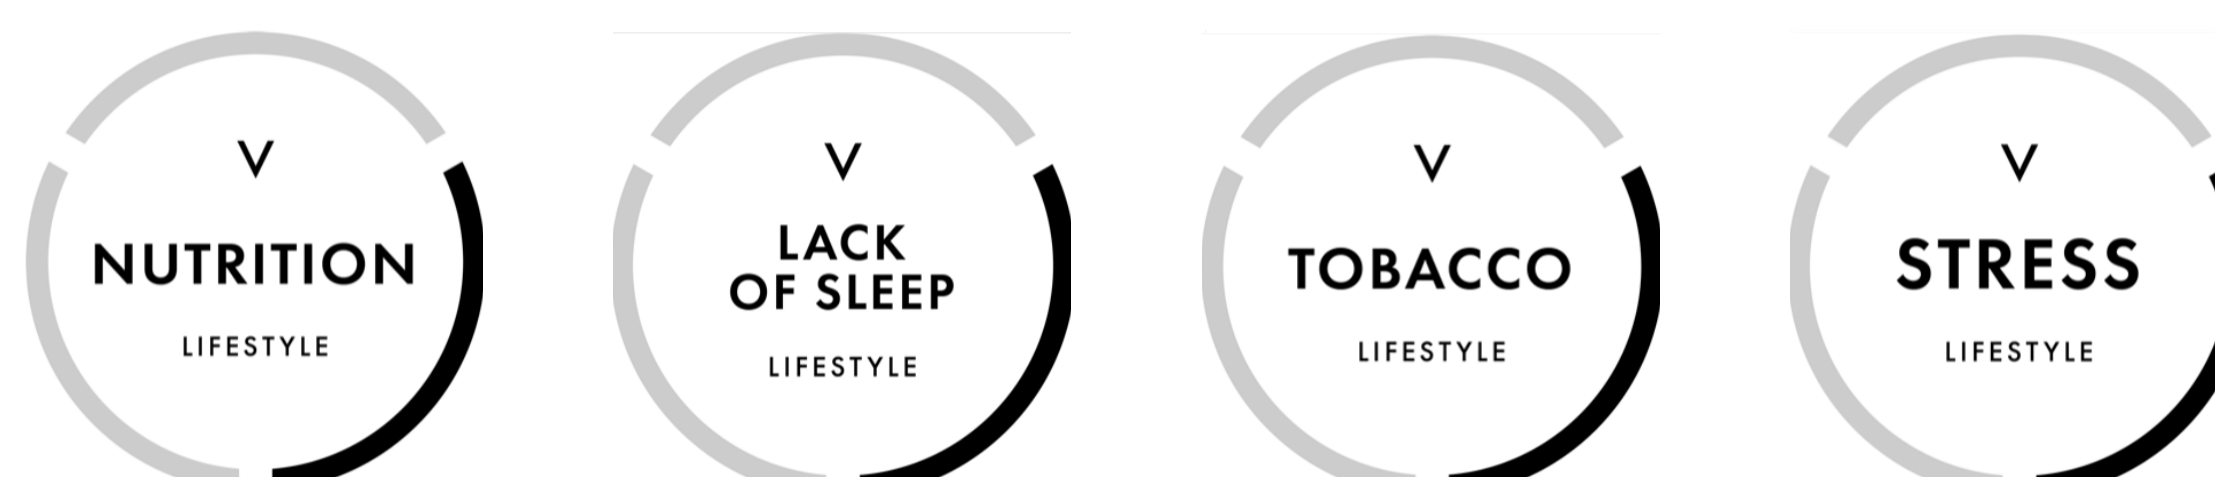 V
NUTRITION
LIFESTYLE
V
LACK
OF SLEEP
LIFESTYLE
V
TOBACCO
LIFESTYLE
V
STRESS
LIFESTYLE